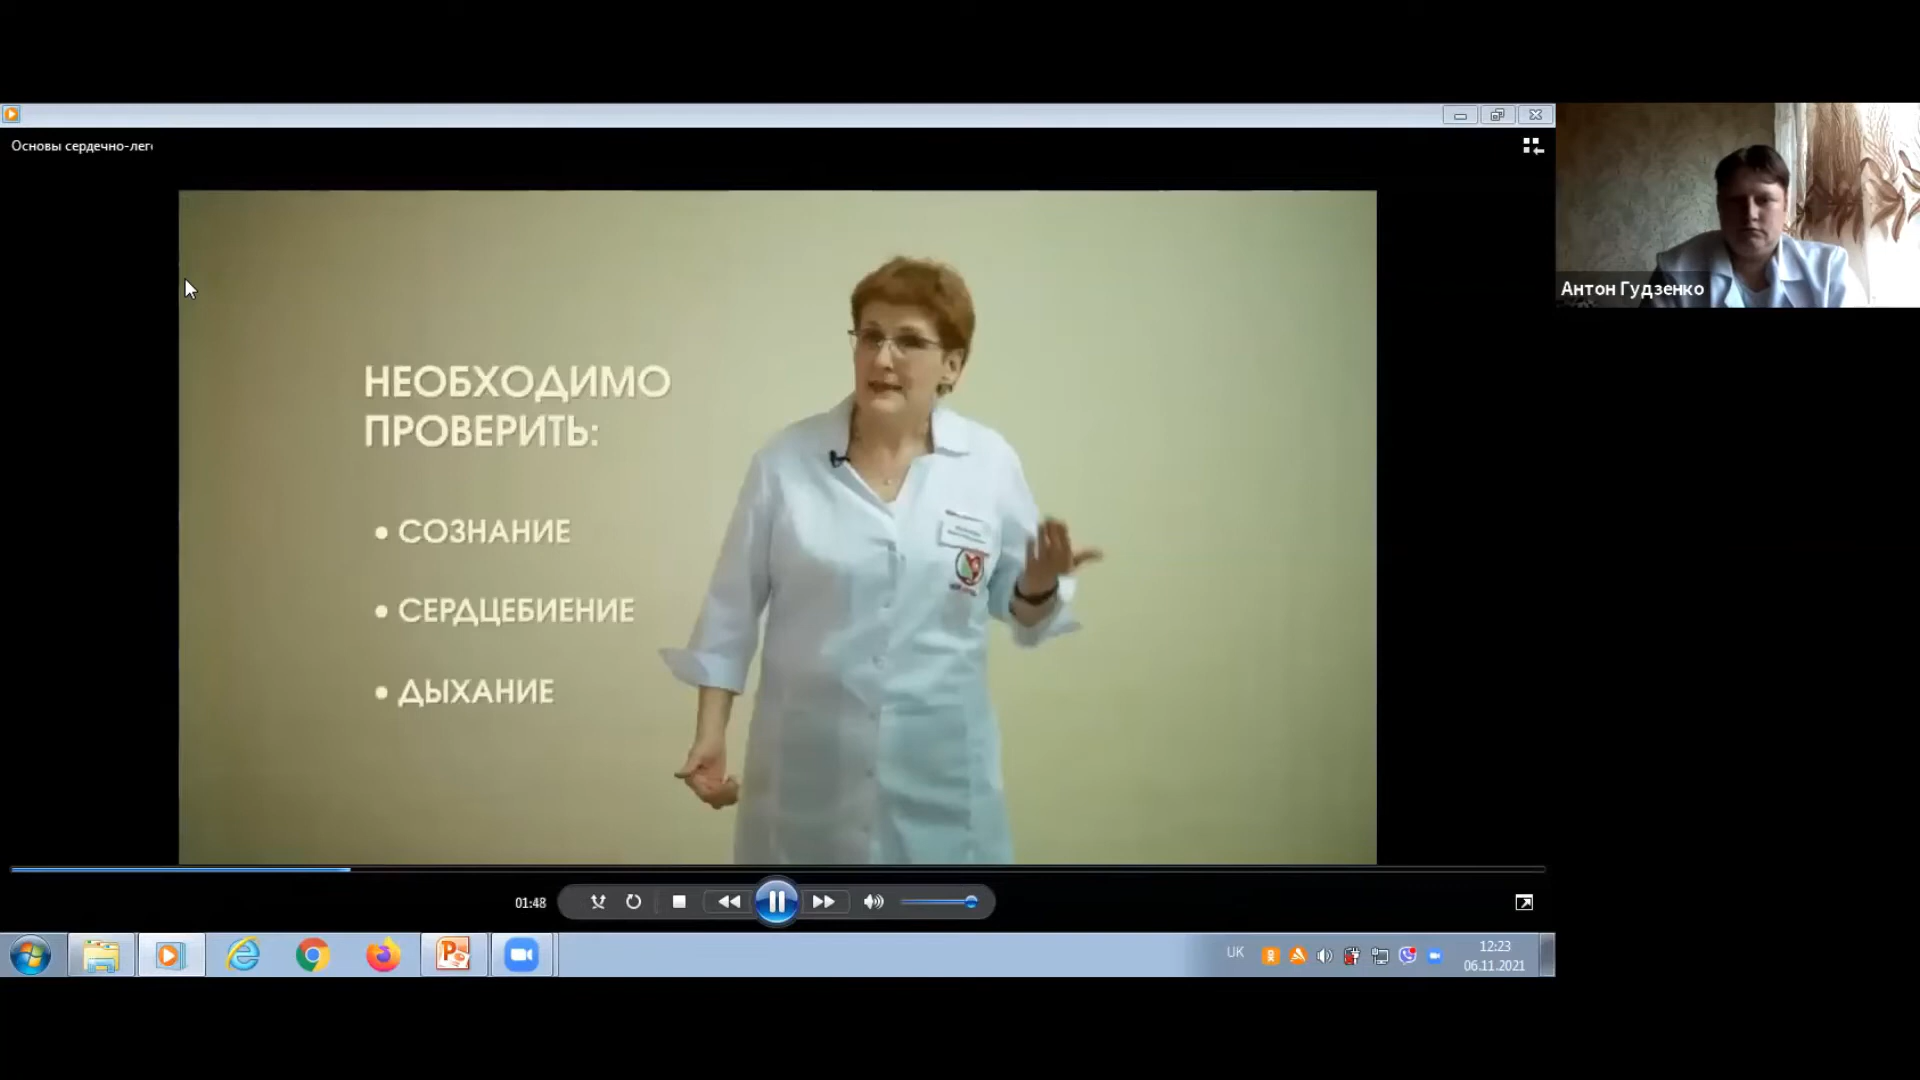 Основы сердечно-лег
Антон Гудзенко
НЕОБХОДИМО
ПРОВЕРИТЬ:
• СОЗНАНИЕ
• СЕРДЦЕБИЕНИЕ
• ДЫХАНИЕ
01:48
UK
12:23
06.11.2021